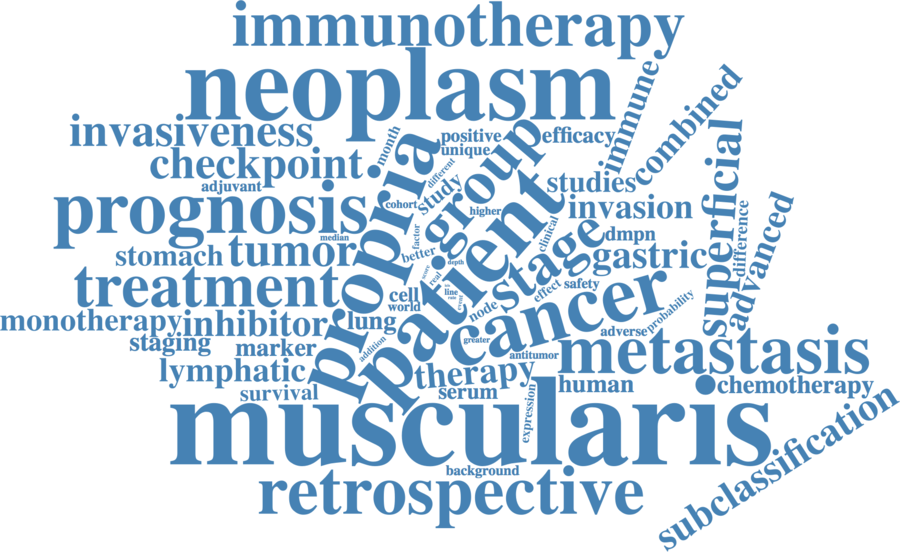 immunotherapy
neoplasm
immune
combined
invasiveness
month
positive
unique
efficacy
checkpoint
propria
group
different
study
studies
superficial
adjuvant
prognosis
cohort
higher
patient
invasion
difference
advanced
median
factor
clinical
dmpn
stomach
tumor
better
depth
stage
gastric
score
real
treatment
cell
world
line
rate
event
node
effect
safety
cancer
probability
monotherapy
inhibitor
lung
staging
marker
addition
greater
adverse
antitumor
metastasis
lymphatic
therapy
human
chemotherapy
survival
serum
expression
muscularis
subclassification
background
retrospective